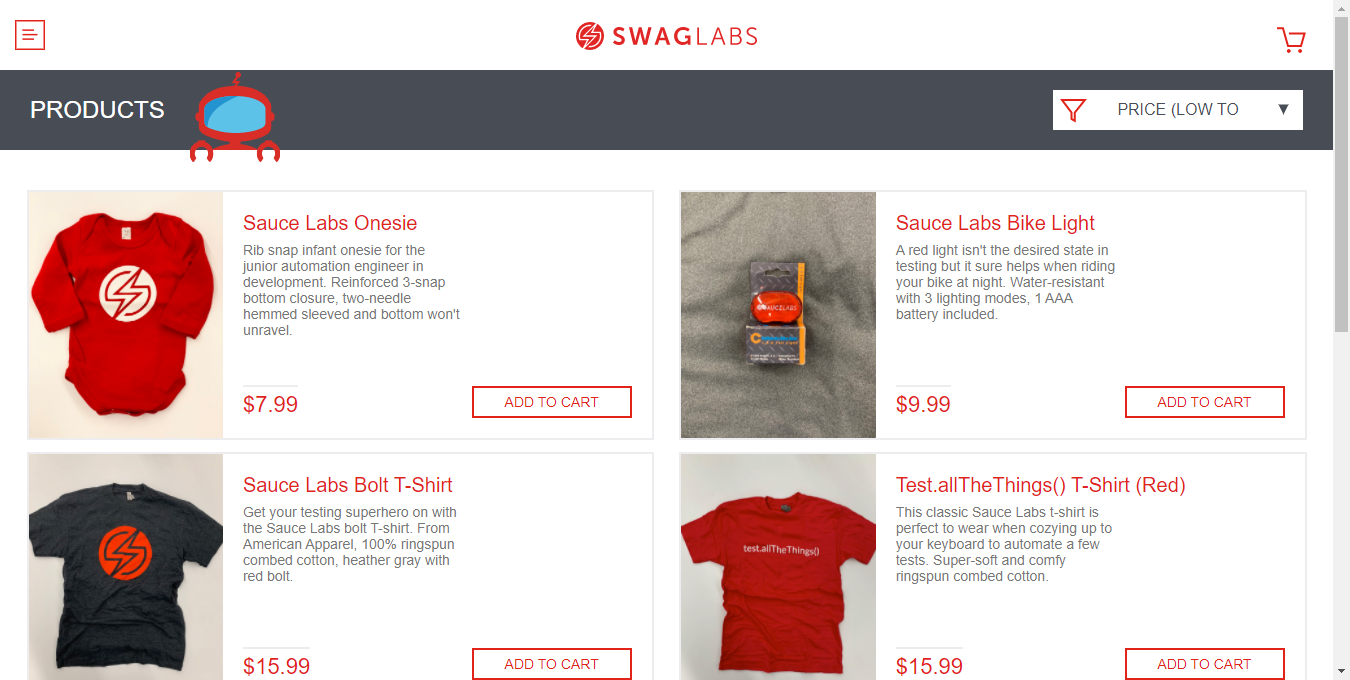 SWAGLABS
PRODUCTS
PRICE (LOW TO
Sauce Labs Onesie
Rib snap infant onesie for the
junior automation engineer in
development. Reinforced 3-snap
bottom closure, two-needle
hemmed sleeved and bottom won't
unravel.
$7.99
ADD TO CART
SAUCELABS
Sauce Labs Bike Light
A red light isn't the desired state in
testing but it sure helps when riding
your bike at night. Water-resistant
with 3 lighting modes, 1 AAA
battery included.
$9.99
ADD TO CART
Sauce Labs Bolt T-Shirt
Get your testing superhero on with
the Sauce Labs bolt T-shirt. From
American Apparel, 100% ringspun
combed cotton, heather gray with
red bolt.
$15.99
ADD TO CART
test.allTheThings()
Test.allTheThings() T-Shirt (Red)
This classic Sauce Labs t-shirt is
perfect to wear when cozying up to
your keyboard to automate a few
tests. Super-soft and comfy
ringspun combed cotton.
$15.99
ADD TO CART